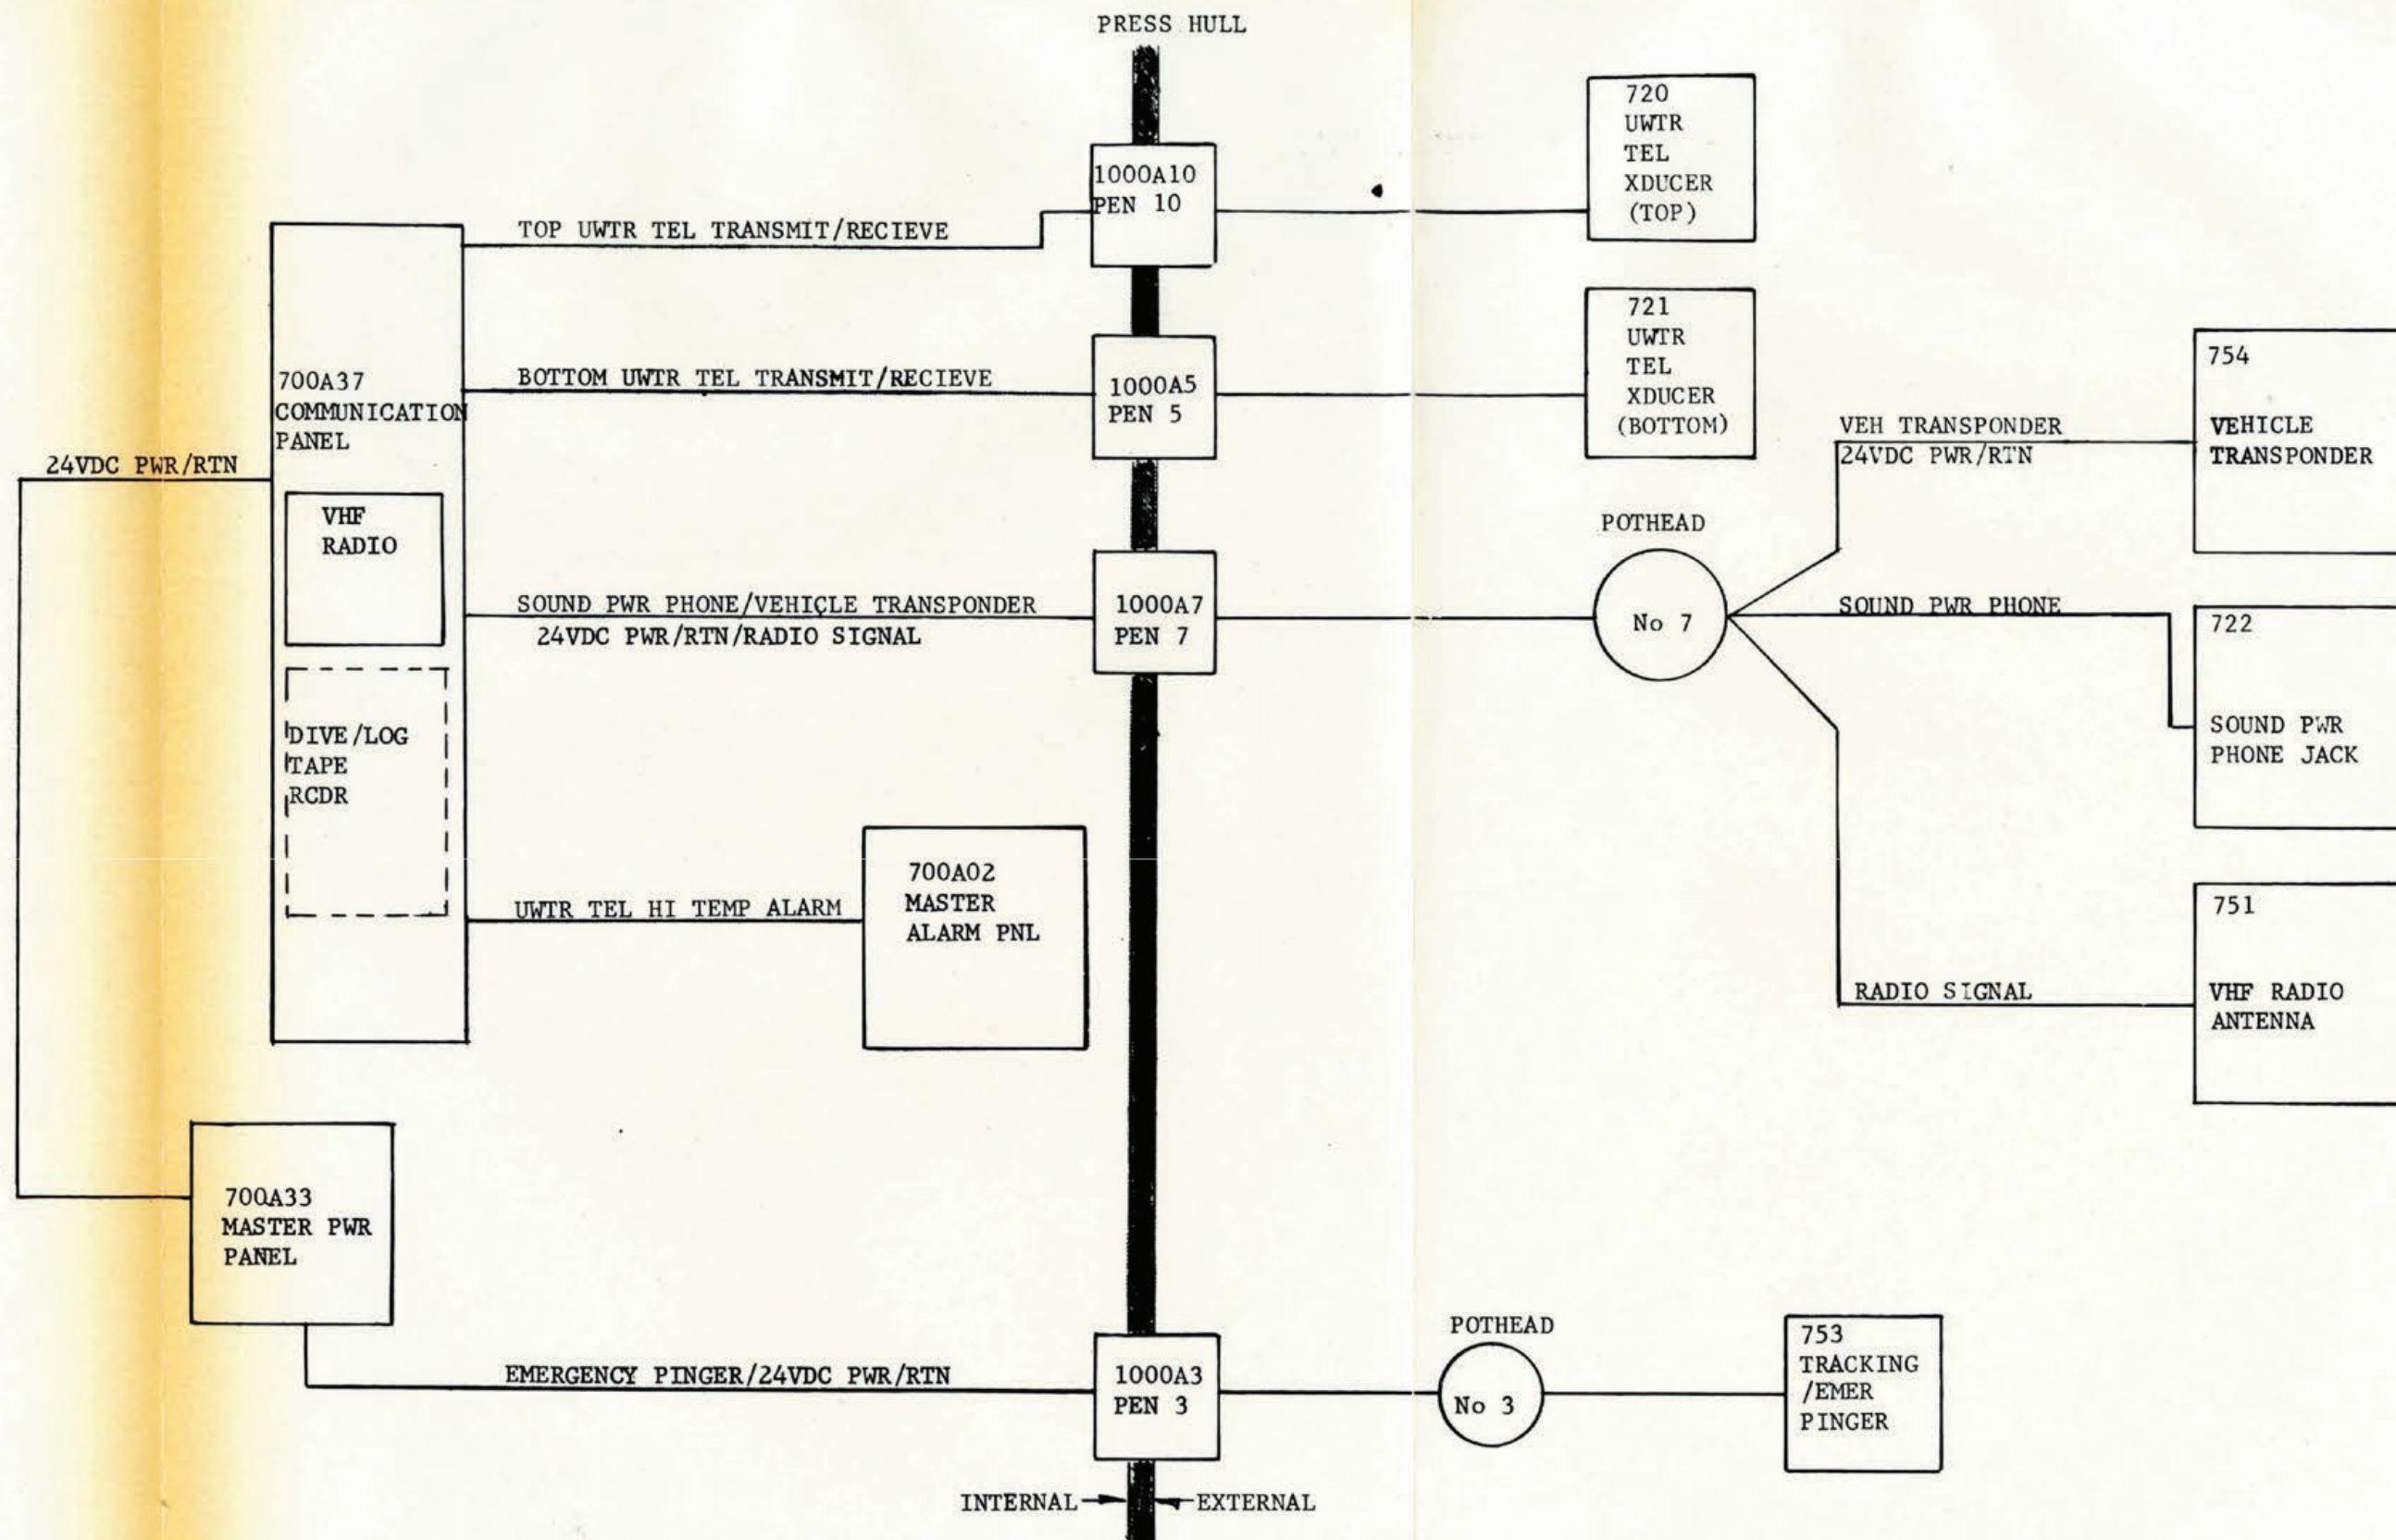 PRESS HULL
1000A10
PEN 10
720
UWTR
TEL
XDUCER
(TOP)
TOP UWTR TEL TRANSMIT/RECIEVE
700A37
COMMUNICATION
PANEL
BOTTOM UWTR TEL TRANSMIT/RECIEVE
1000A5
PEN 5
721
UWTR
TEL
XDUCER
(BOTTOM)
24VDC PWR/RTN
VHF
RADIO
DIVE/LOG
TAPE
RCDR
SOUND PWR PHONE/VEHICLE TRANSPONDER
24VDC PWR/RTN/RADIO SIGNAL
1000A7
PEN 7
POTHEAD
No 7
VEH TRANSPONDER
24VDC PWR/RTN
754
VEHICLE
TRANSPONDER
SOUND PWR PHONE
722
SOUND PWR
PHONE JACK
RADIO SIGNAL
751
VHF RADIO
ANTENNA
UWTR TEL HI TEMP ALARM
700A02
MASTER
ALARM PNL
700A33
MASTER PWR
PANEL
EMERGENCY PINGER/24VDC PWR/RTN
1000A3
PEN 3
POTHEAD
No 3
753
TRACKING
/EMER
PINGER
INTERNAL
EXTERNAL